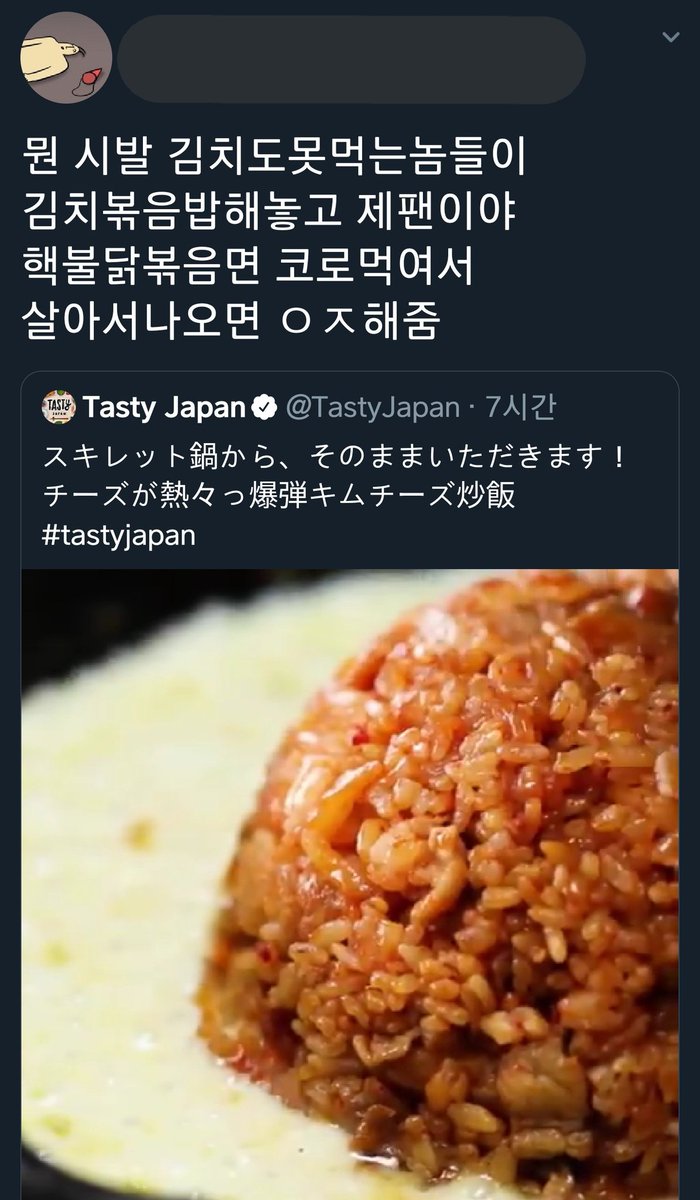 뭔 시발 김치도못먹는놈들이
김치볶음밥해놓고 제팬이야
핵불닭볶음면 코로먹여서
살아서나오면 ㅇㅈ해줌
TASTY JAPAN
Tasty Japan @TastyJapan · 7시간
スキレット鍋から、そのままいただきます！
チーズが熱々っ爆弾キムチーズ炒飯
#tastyjapan